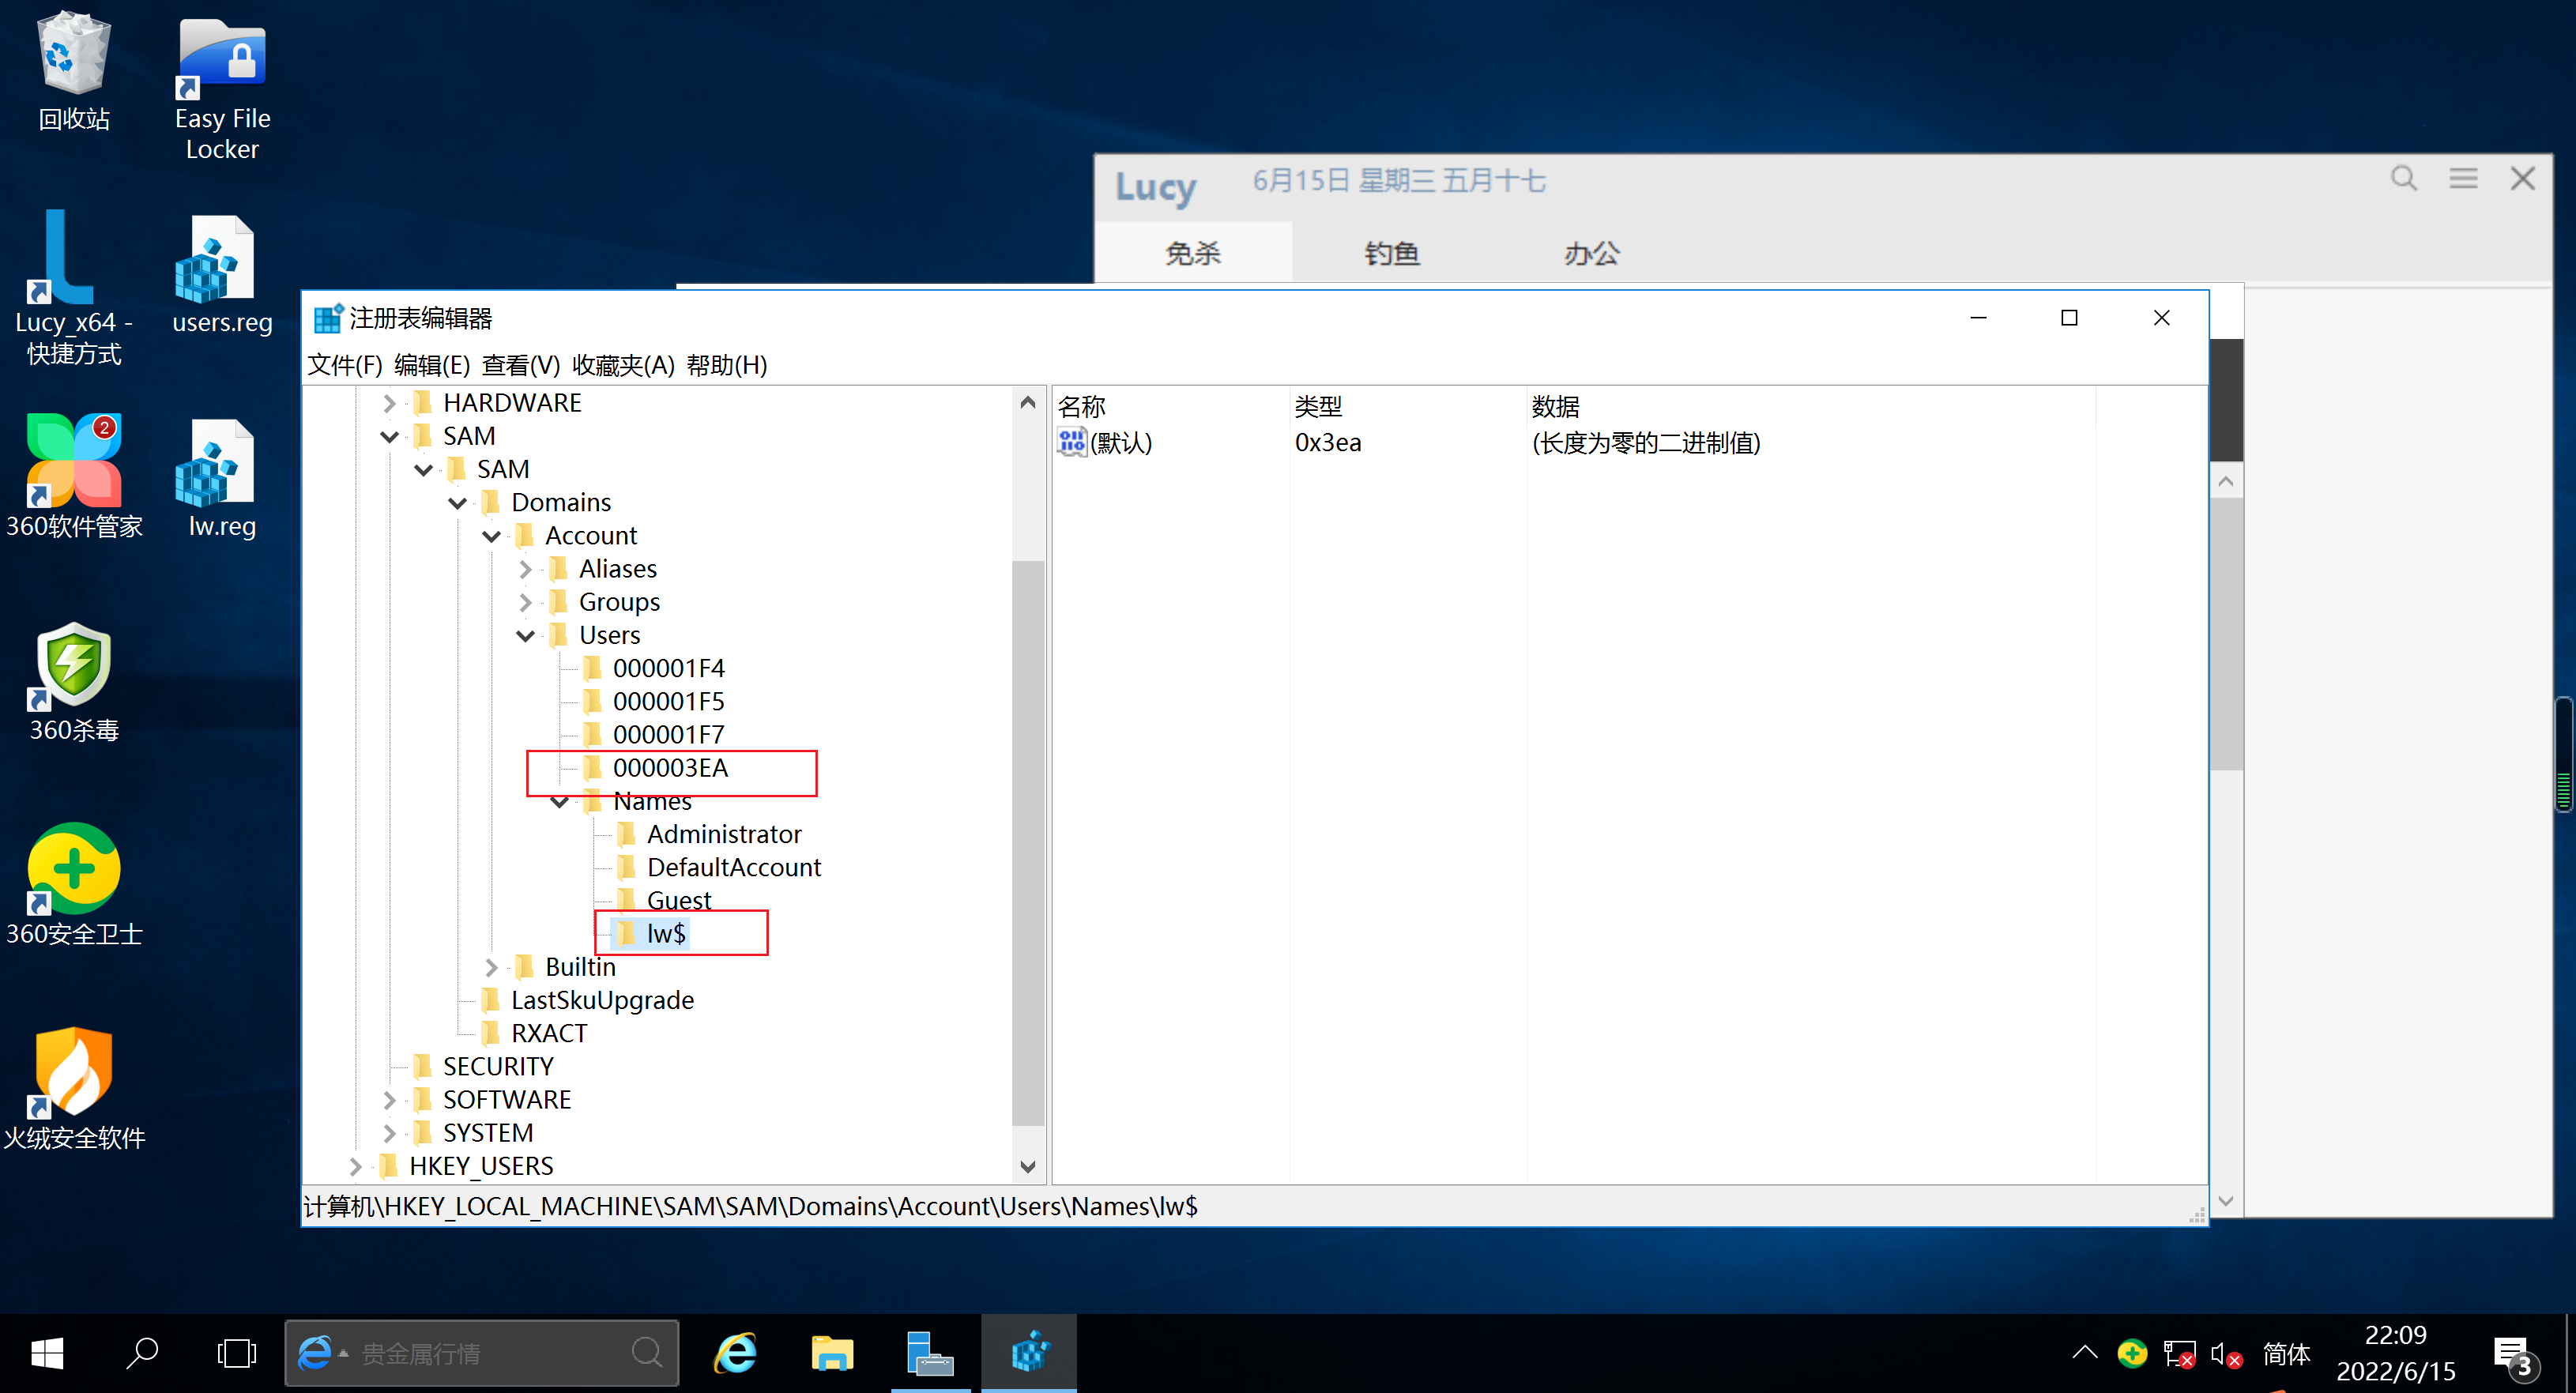 回收站
Easy File
Locker
Lucy_x64 -
快捷方式
users.reg
2
360软件管家
lw.reg
360杀毒
360安全卫士
火绒安全软件
Lucy
6月15日 星期三 五月十七
免杀
钓鱼
办公
注册表编辑器
文件(F) 编辑(E) 查看(V) 收藏夹(A) 帮助(H)
HARDWARE
SAM
SAM
Domains
Account
Aliases
Groups
Users
000001F4
000001F5
000001F7
000003EA
Names
Administrator
DefaultAccount
Guest
lw$
Builtin
LastSkuUpgrade
RXACT
SECURITY
SOFTWARE
SYSTEM
HKEY_USERS
名称 类型 数据
(默认) 0x3ea (长度为零的二进制值)
计算机\HKEY_LOCAL_MACHINE\SAM\SAM\Domains\Account\Users\Names\lw$
贵金属行情
简体
22:09
2022/6/15
3